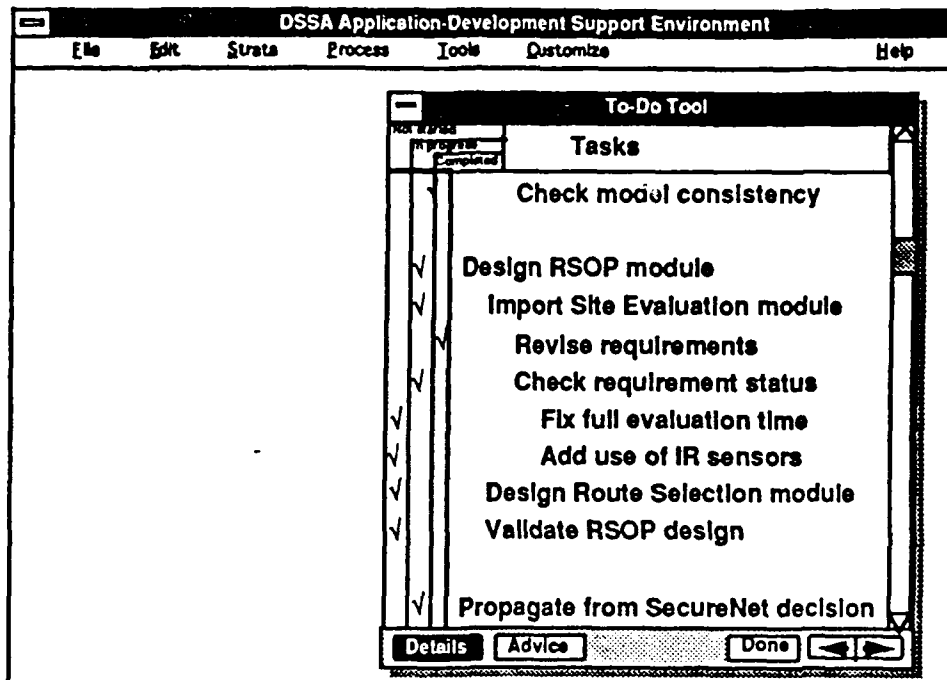 DSSA Application-Development Support Environment
File Edit Strata Process Tools Customize Help
To-Do Tool
Not started
In progress
Completed
Tasks
Check model consistency
Design RSOP module
Import Site Evaluation module
Revise requirements
Check requirement status
Fix full evaluation time
Add use of IR sensors
Design Route Selection module
Validate RSOP design
Propagate from SecureNet decision
Details Advice Done